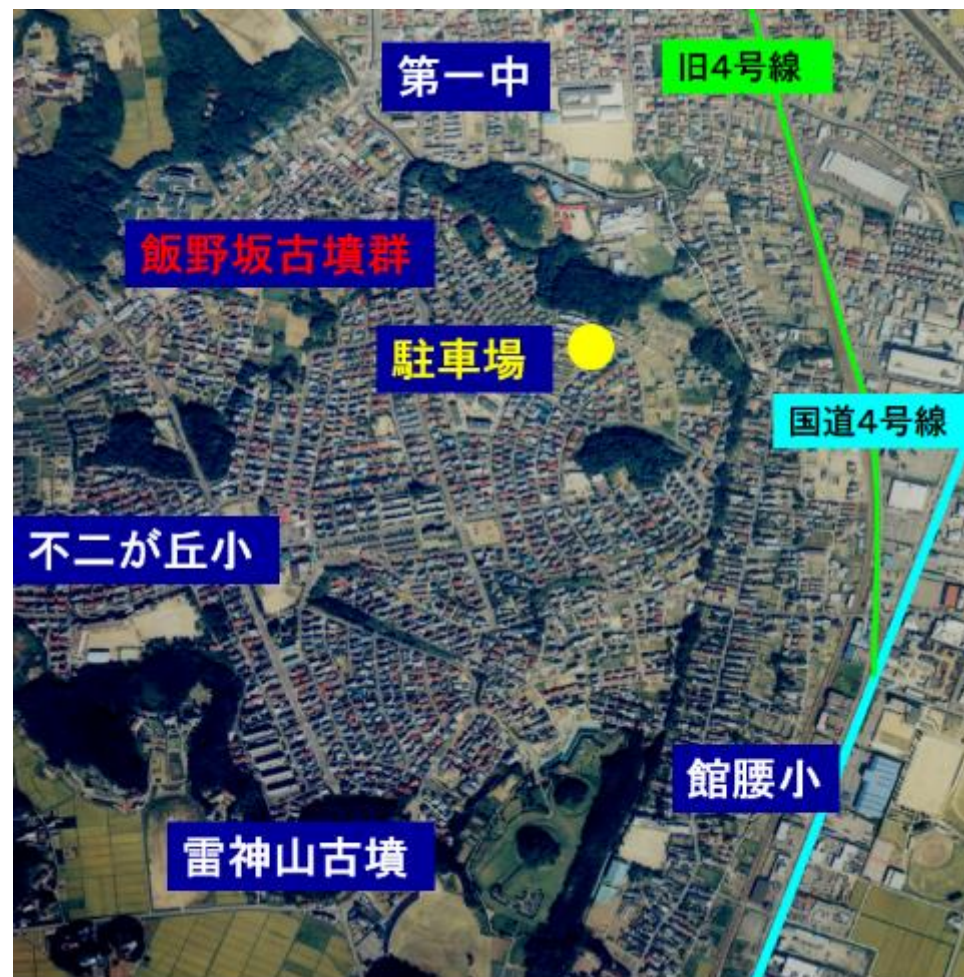 第一中
旧4号線
飯野坂古墳群
駐車場
国道4号線
不二が丘小
館腰小
雷神山古墳